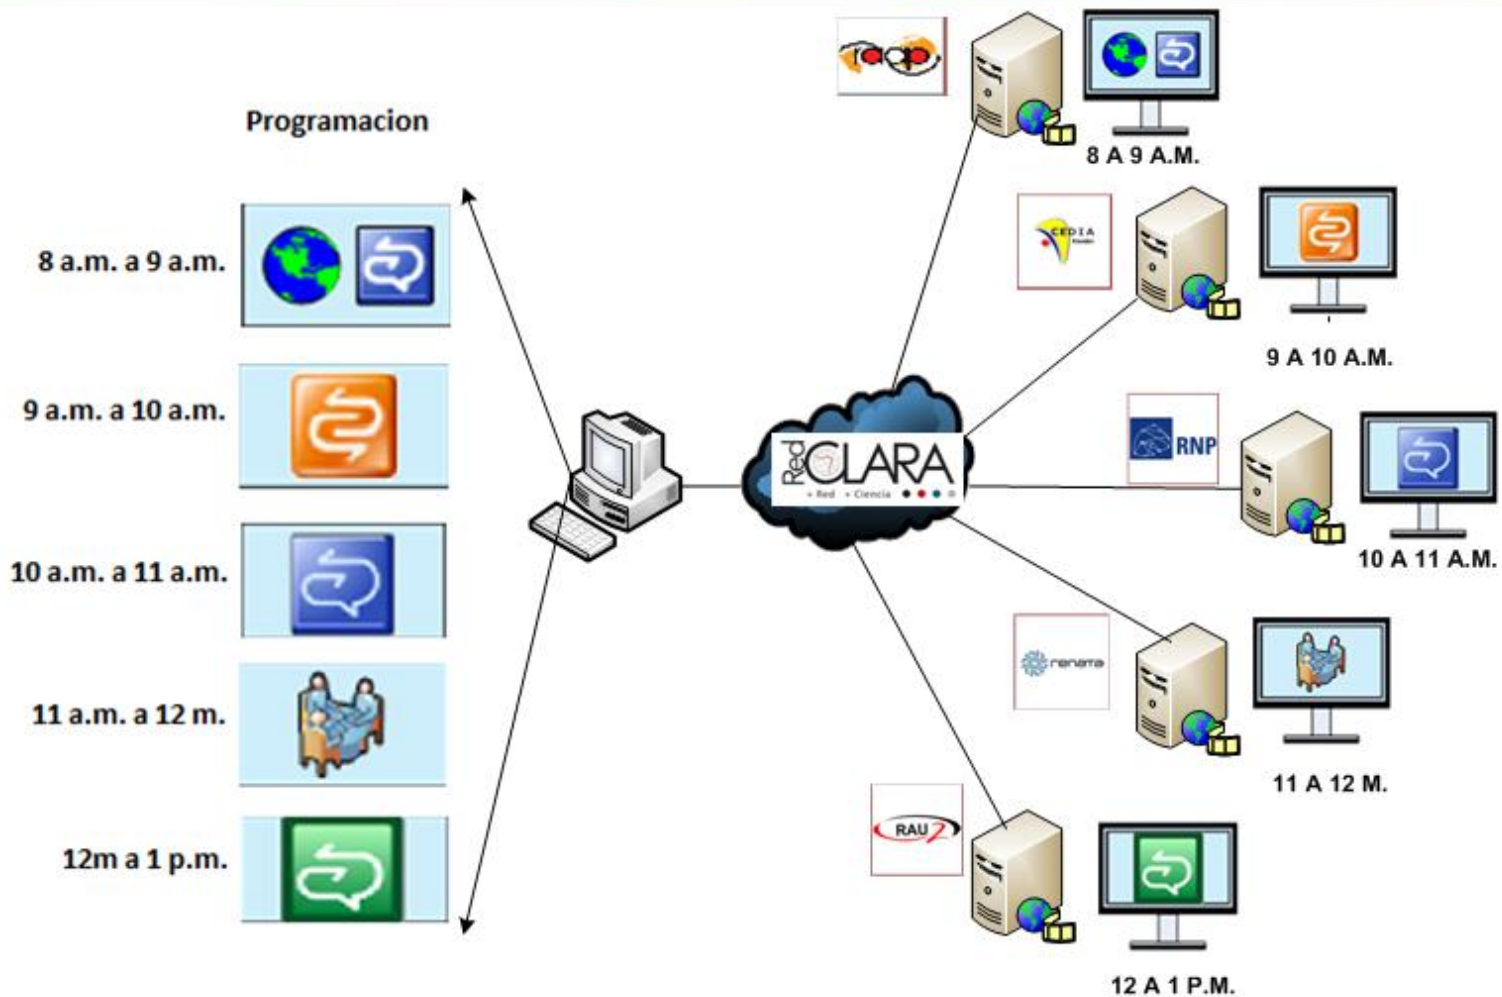 Programacion
8 a.m. a 9 a.m.
9 a.m. a 10 a.m.
10 a.m. a 11 a.m.
11 a.m. a 12 m.
12m a 1 p.m.
Red CLARA
+ Red + Ciencia
raap
8 A 9 A.M.
CEDIA
9 A 10 A.M.
RNP
10 A 11 A.M.
renata
11 A 12 M.
RAU2
12 A 1 P.M.